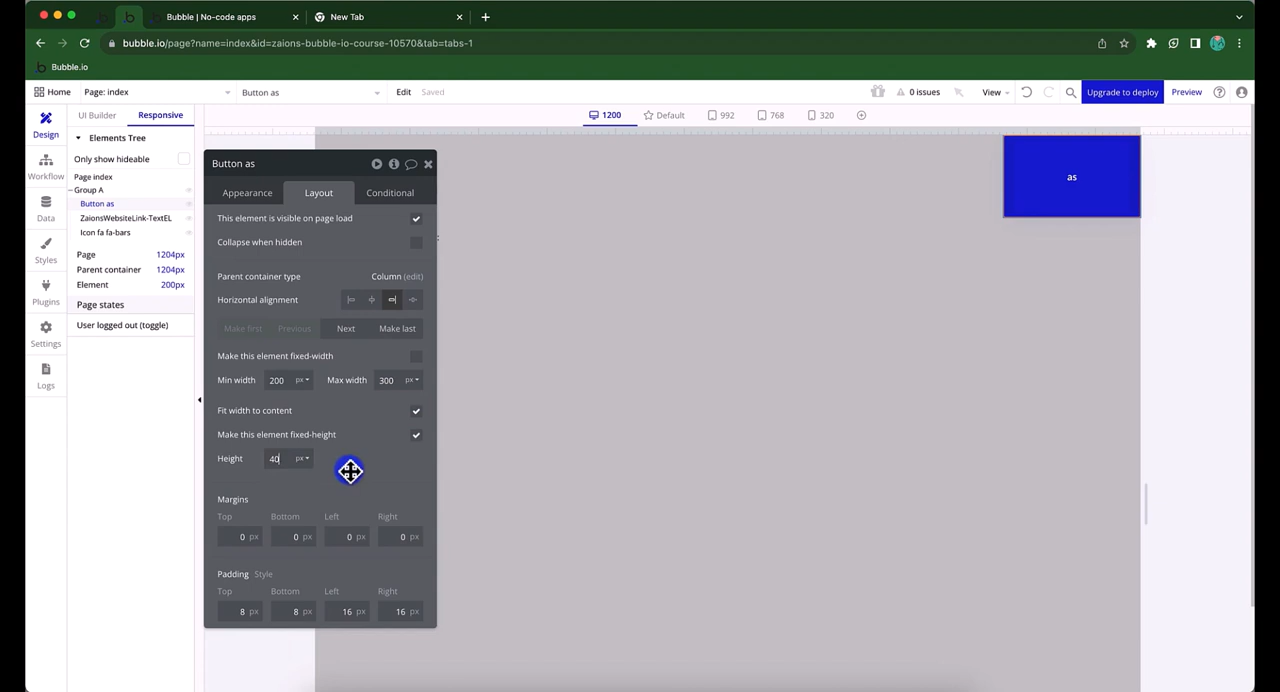 Bubble | No-code apps
New Tab
bubble.io/page?name=index&id=zaions-bubble-io-course-10570&tab=tabs-1
Bubble.io
Home
Page: index
Button as
Edit
Saved
0 issues
View
Upgrade to deploy
Preview
Design
Workflow
Data
Styles
Plugins
Settings
Logs
UI Builder
Responsive
Elements Tree
Only show hideable
Page index
Group A
Button as
ZaionsWebsiteLink-TextEL
Icon fa fa-bars
Page 1204px
Parent container 1204px
Element 200px
Page states
User logged out (toggle)
1200
Default
992
768
320
Button as
Appearance
Layout
Conditional
This element is visible on page load
Collapse when hidden
Parent container type Column (edit)
Horizontal alignment
Make first Previous Next Make last
Make this element fixed-width
Min width 200 px Max width 300 px
Fit width to content
Make this element fixed-height
Height 40 px
Margins
Top Bottom Left Right
0 px 0 px 0 px 0 px
Padding Style
Top Bottom Left Right
8 px 8 px 16 px 16 px
as